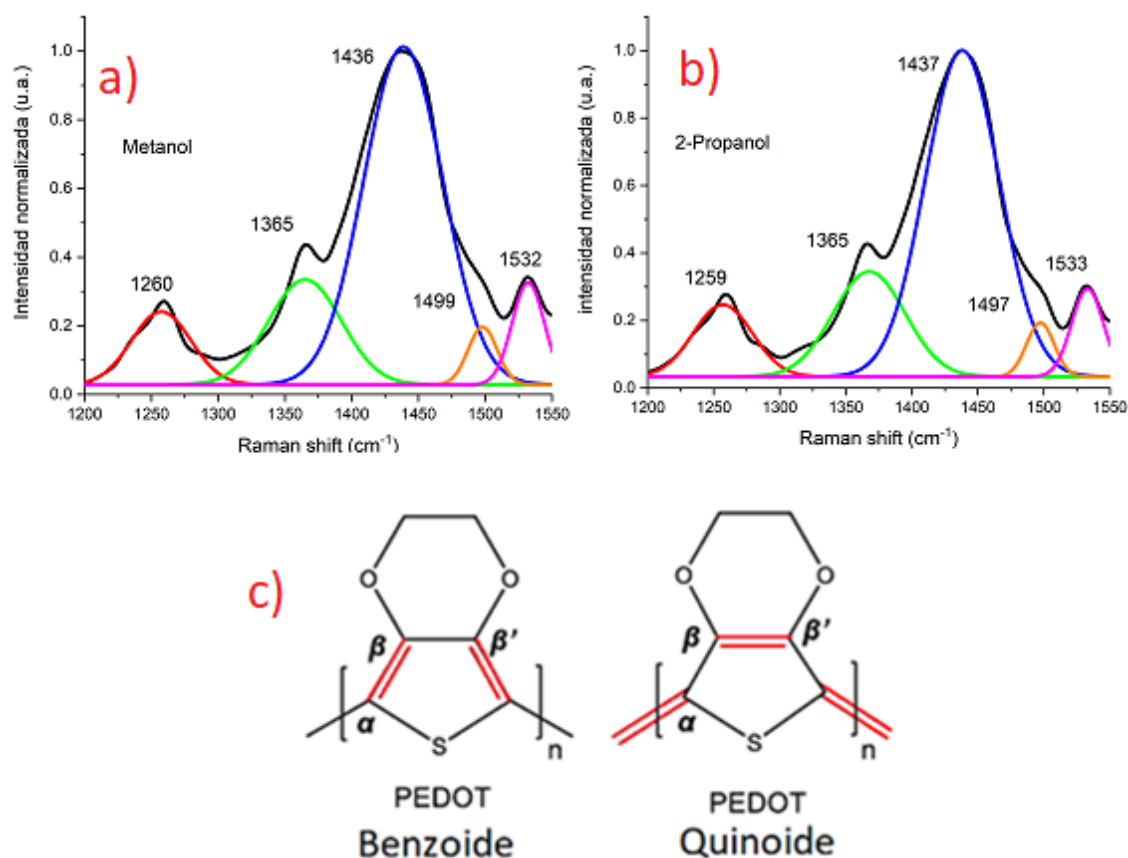 a)
Metanol
Intensidad normalizada (u.a.)
1.0
0.8
0.6
0.4
0.2
0.0
1260
1365
1436
1499
1532
1200 1250 1300 1350 1400 1450 1500 1550
Raman shift (cm⁻¹)
b)
2-Propanol
intensidad normalizada (u.a.)
1.0
0.8
0.6
0.4
0.2
0.0
1259
1365
1437
1497
1533
1200 1250 1300 1350 1400 1450 1500 1550
Raman shift (cm⁻¹)
c)
O O
β β'
α
S
n
PEDOT
Benzoide
O O
β β'
α
S
n
PEDOT
Quinoide